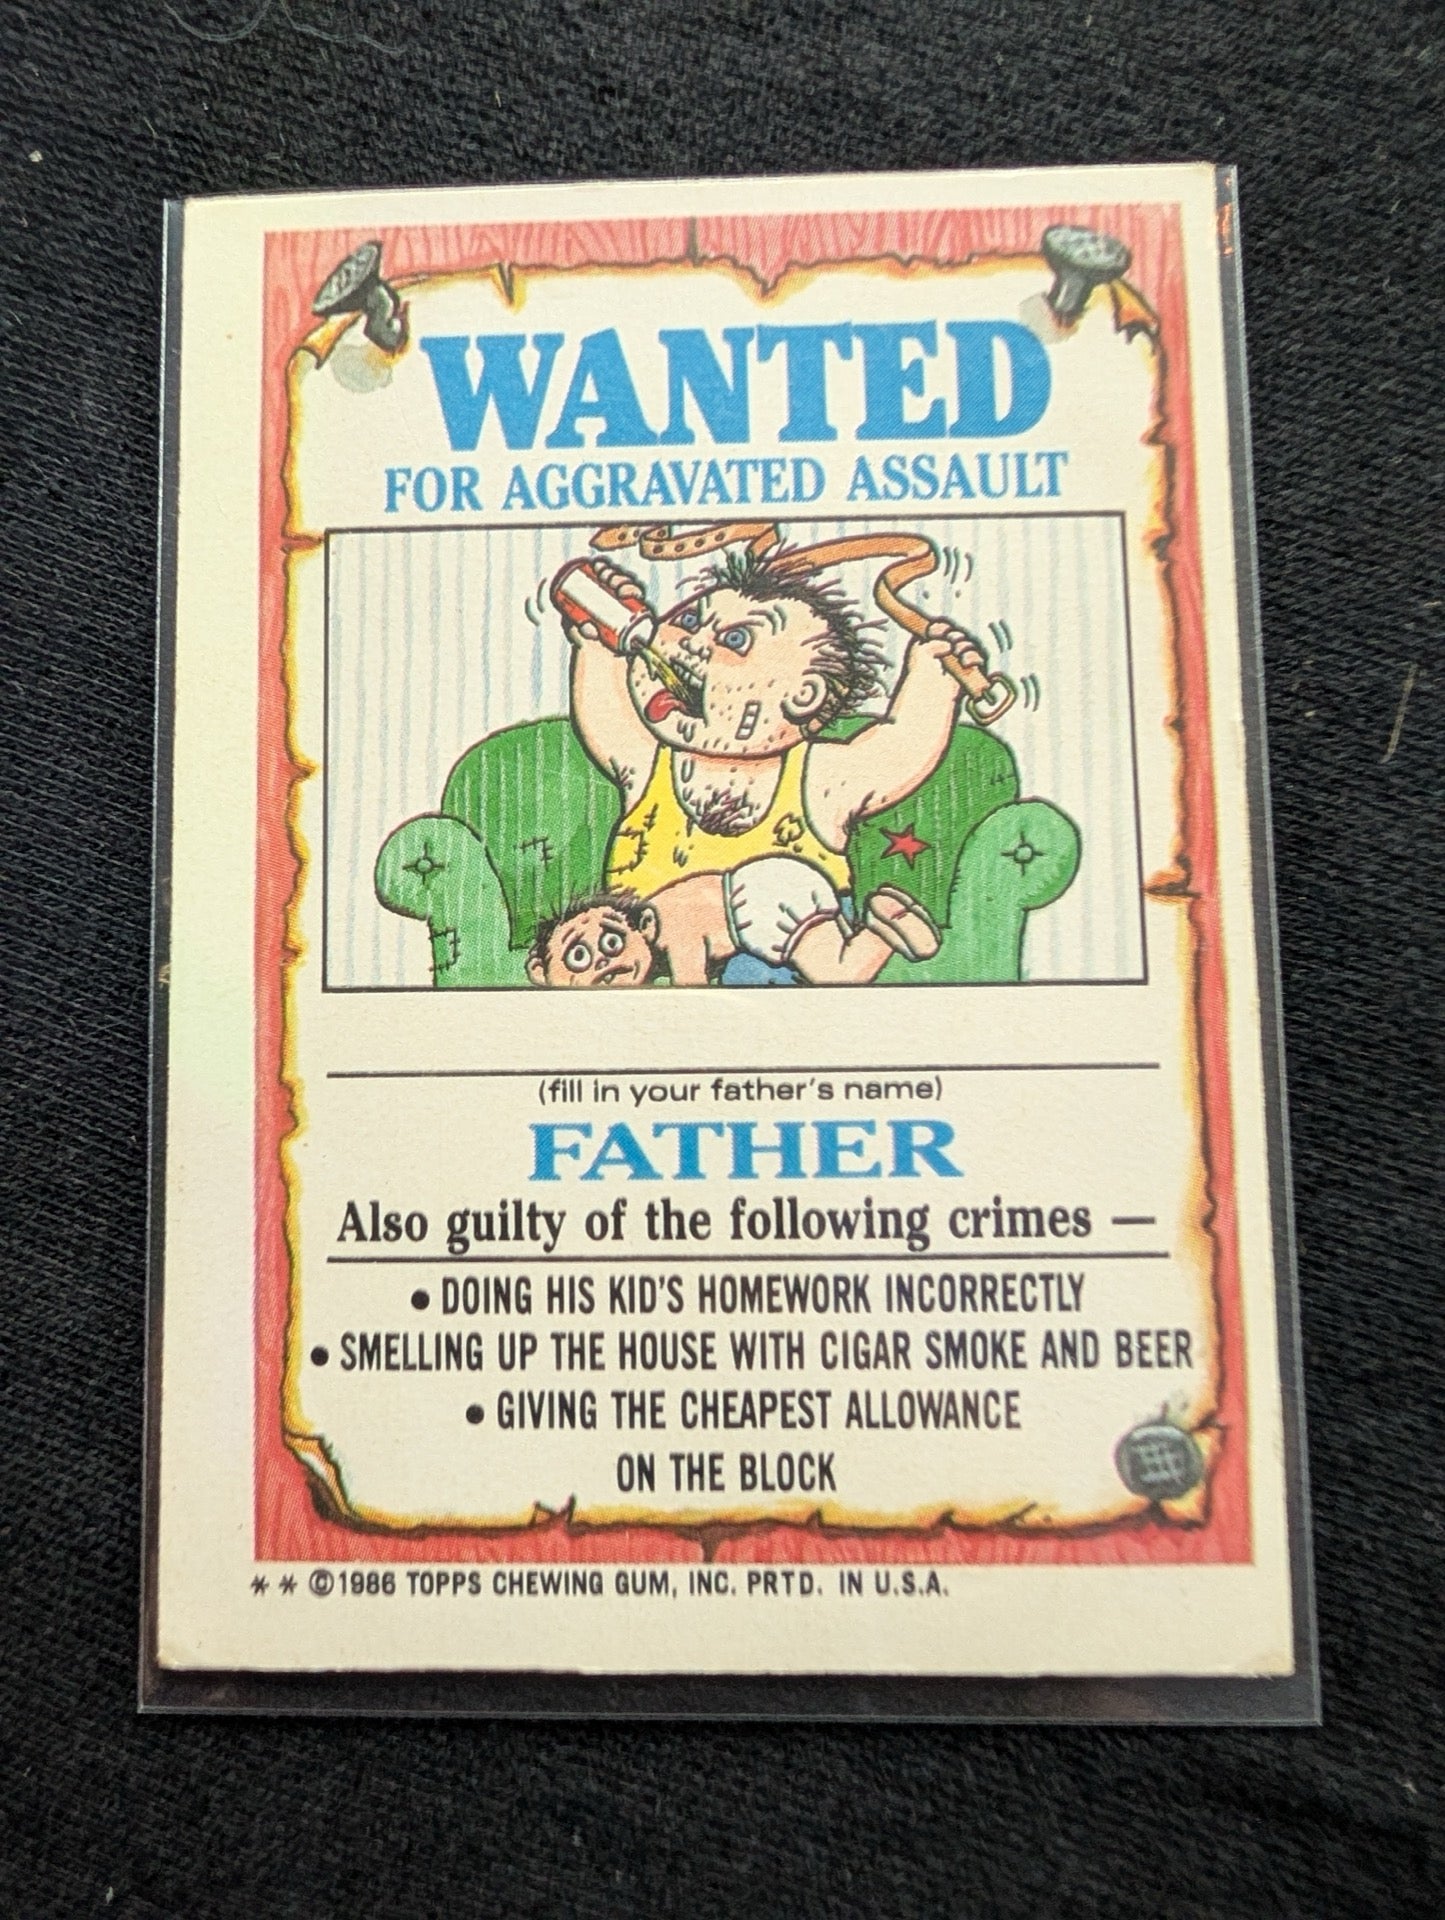 WANTED
FOR AGGRAVATED ASSAULT
(fill in your father's name)
FATHER
Also guilty of the following crimes —
• DOING HIS KID'S HOMEWORK INCORRECTLY
• SMELLING UP THE HOUSE WITH CIGAR SMOKE AND BEER
• GIVING THE CHEAPEST ALLOWANCE
ON THE BLOCK
* * ©1986 TOPPS CHEWING GUM, INC. PRTD. IN U.S.A.